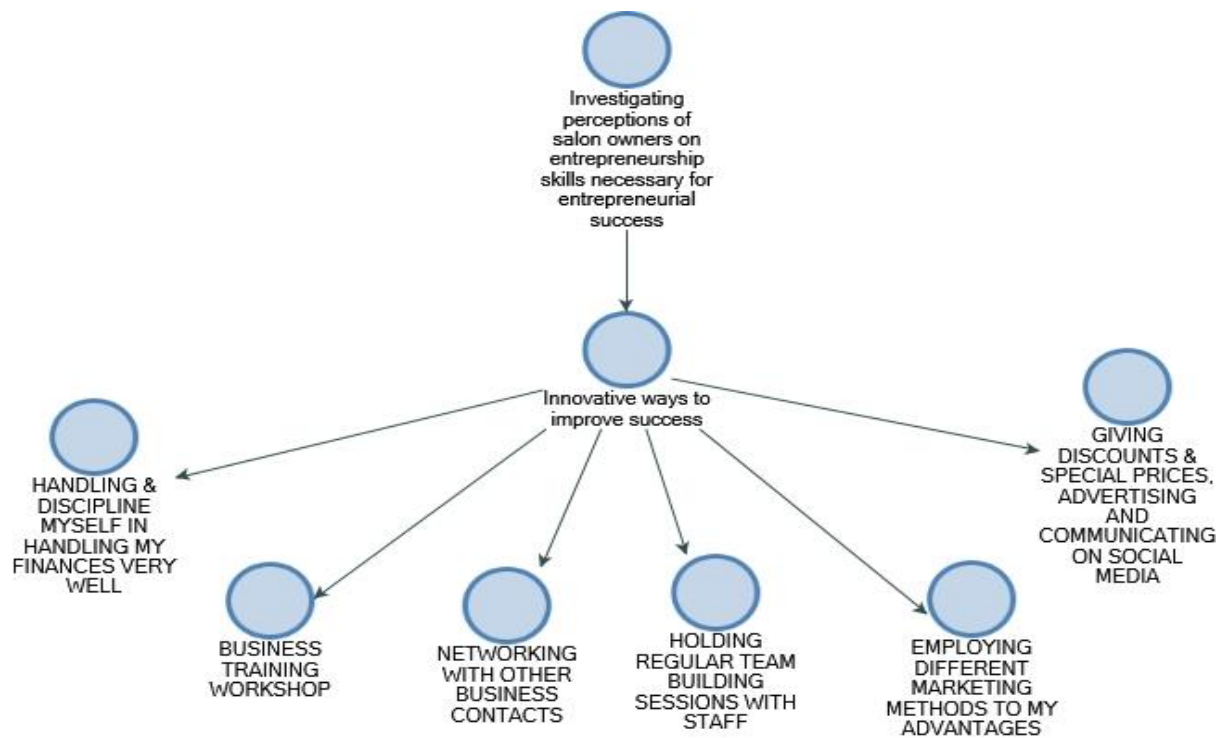 Investigating
perceptions of
salon owners on
entrepreneurship
skills necessary for
entrepreneurial
success
Innovative ways to
improve success
HANDLING &
DISCIPLINE
MYSELF IN
HANDLING MY
FINANCES VERY
WELL
BUSINESS
TRAINING
WORKSHOP
NETWORKING
WITH OTHER
BUSINESS
CONTACTS
HOLDING
REGULAR TEAM
BUILDING
SESSIONS WITH
STAFF
EMPLOYING
DIFFERENT
MARKETING
METHODS TO MY
ADVANTAGES
GIVING
DISCOUNTS &
SPECIAL PRICES,
ADVERTISING
AND
COMMUNICATING
ON SOCIAL
MEDIA